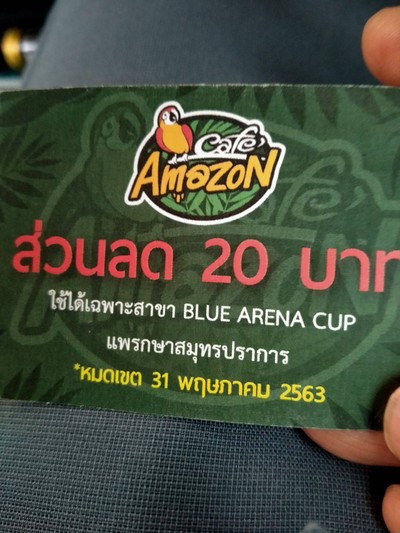 Café
Amazon
ส่วนลด 20 บาท
ใช้ได้เฉพาะสาขา BLUE ARENA CUP
แพรกษาสมุทรปราการ
*หมดเขต 31 พฤษภาคม 2563